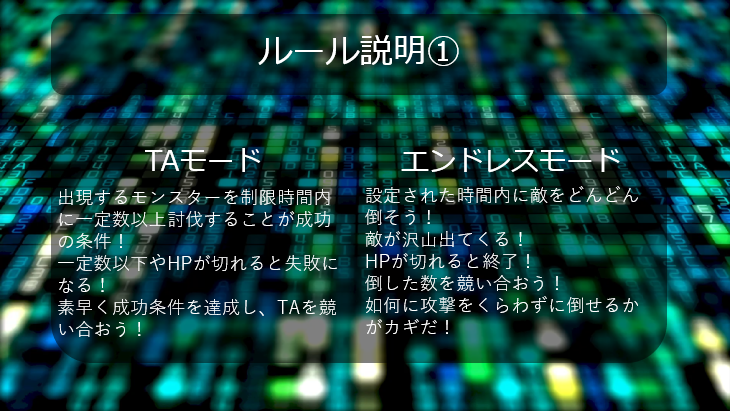 ルール説明①
TAモード
出現するモンスターを制限時間内
に一定数以上討伐することが成功
の条件！
一定数以下やHPが切れると失敗に
なる！
素早く成功条件を達成し、TAを競
い合おう！
エンドレスモード
設定された時間内に敵をどんどん
倒そう！
敵が沢山出てくる！
HPが切れると終了！
倒した数を競い合おう！
如何に攻撃をくらわずに倒せるか
がカギだ！